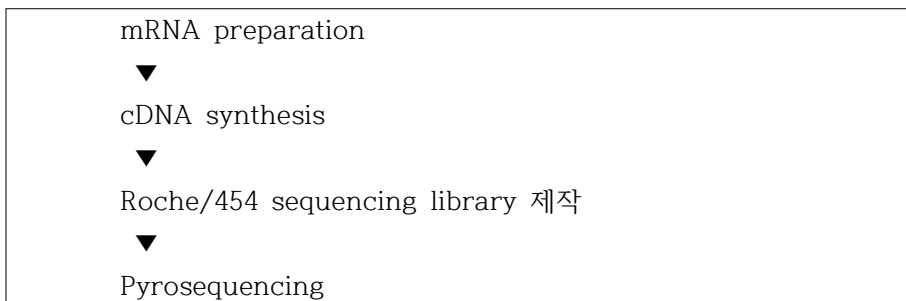 mRNA preparation
▼
cDNA synthesis
▼
Roche/454 sequencing library 제작
▼
Pyrosequencing